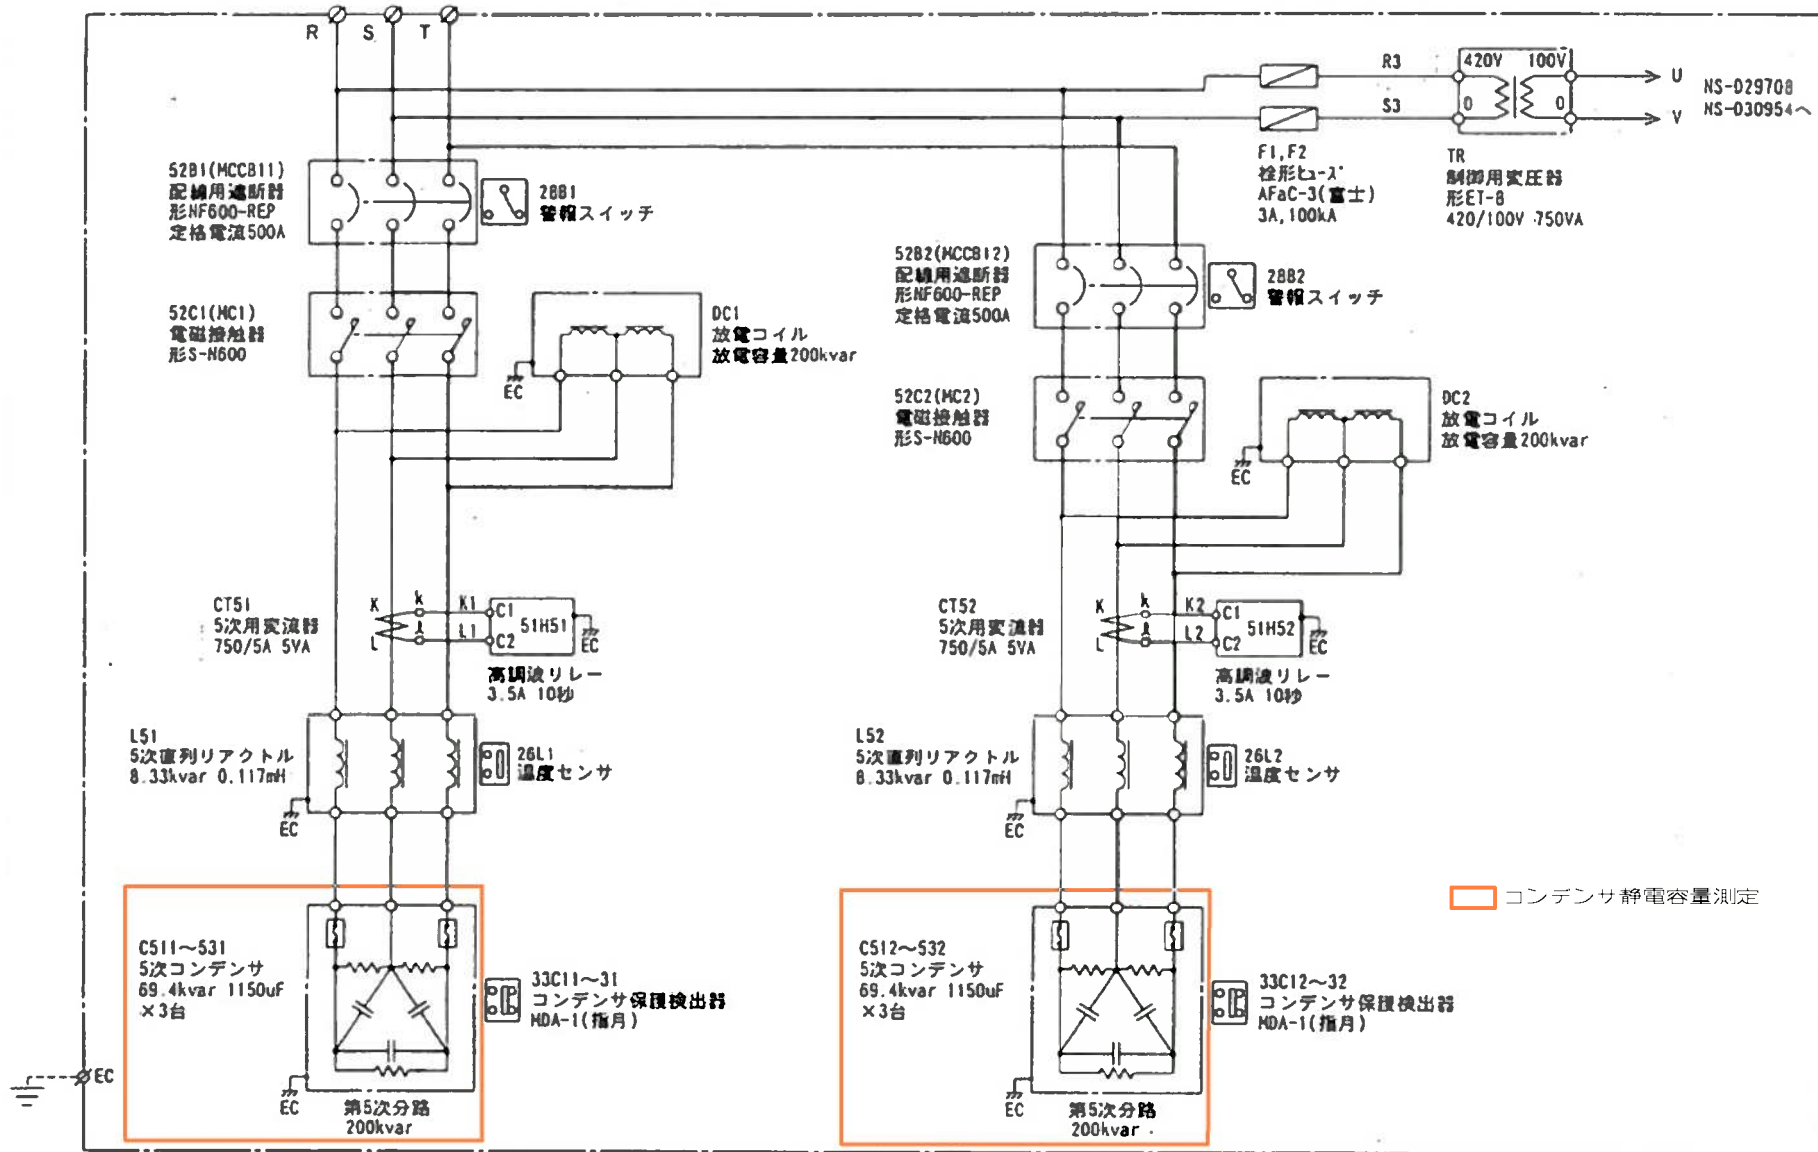 R S T
R3
S3
420V 100V
0 0
U
V
NS-D29708
NS-D30954へ
F1,F2
栓形ヒューズ
AFaC-3(富士)
3A,100kA
TR
制御用変圧器
形ET-B
420/100V 750VA
52B1(MCCB11)
配線用遮断器
形NF600-REP
定格電流500A
28B1
警報スイッチ
52C1(MC1)
電磁接触器
形S-N600
DC1
放電コイル
放電容量200kvar
EC
52B2(MCCB12)
配線用遮断器
形NF600-REP
定格電流500A
28B2
警報スイッチ
52C2(MC2)
電磁接触器
形S-N600
DC2
放電コイル
放電容量200kvar
EC
CT51
5次用変流器
750/5A 5VA
K k K1 C1
L ℓ L1 C2
51H51
EC
高調波リレー
3.5A 10秒
CT52
5次用変流器
750/5A 5VA
K k K2 C1
L ℓ L2 C2
51H52
EC
高調波リレー
3.5A 10秒
L51
5次直列リアクトル
8.33kvar 0.117mH
EC
26L1
温度センサ
L52
5次直列リアクトル
8.33kvar 0.117mH
EC
26L2
温度センサ
C511～531
5次コンデンサ
69.4kvar 1150uF
×3台
33C11～31
コンデンサ保護検出器
MDA-1(指月)
EC
第5次分路
200kvar
C512～532
5次コンデンサ
69.4kvar 1150uF
×3台
33C12～32
コンデンサ保護検出器
MDA-1(指月)
EC
第5次分路
200kvar
コンデンサ静電容量測定
EC